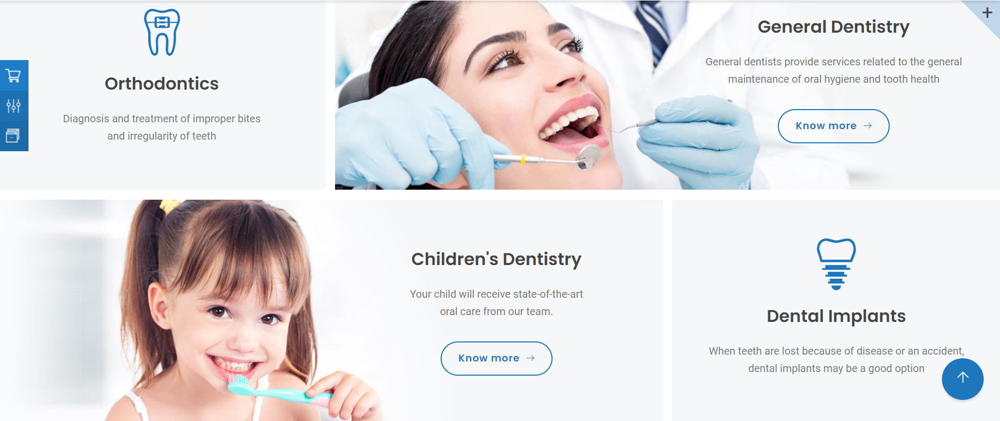 Orthodontics
Diagnosis and treatment of improper bites
and irregularity of teeth
General Dentistry
General dentists provide services related to the general
maintenance of oral hygiene and tooth health
Know more →
Children's Dentistry
Your child will receive state-of-the-art
oral care from our team.
Know more →
Dental Implants
When teeth are lost because of disease or an accident,
dental implants may be a good option